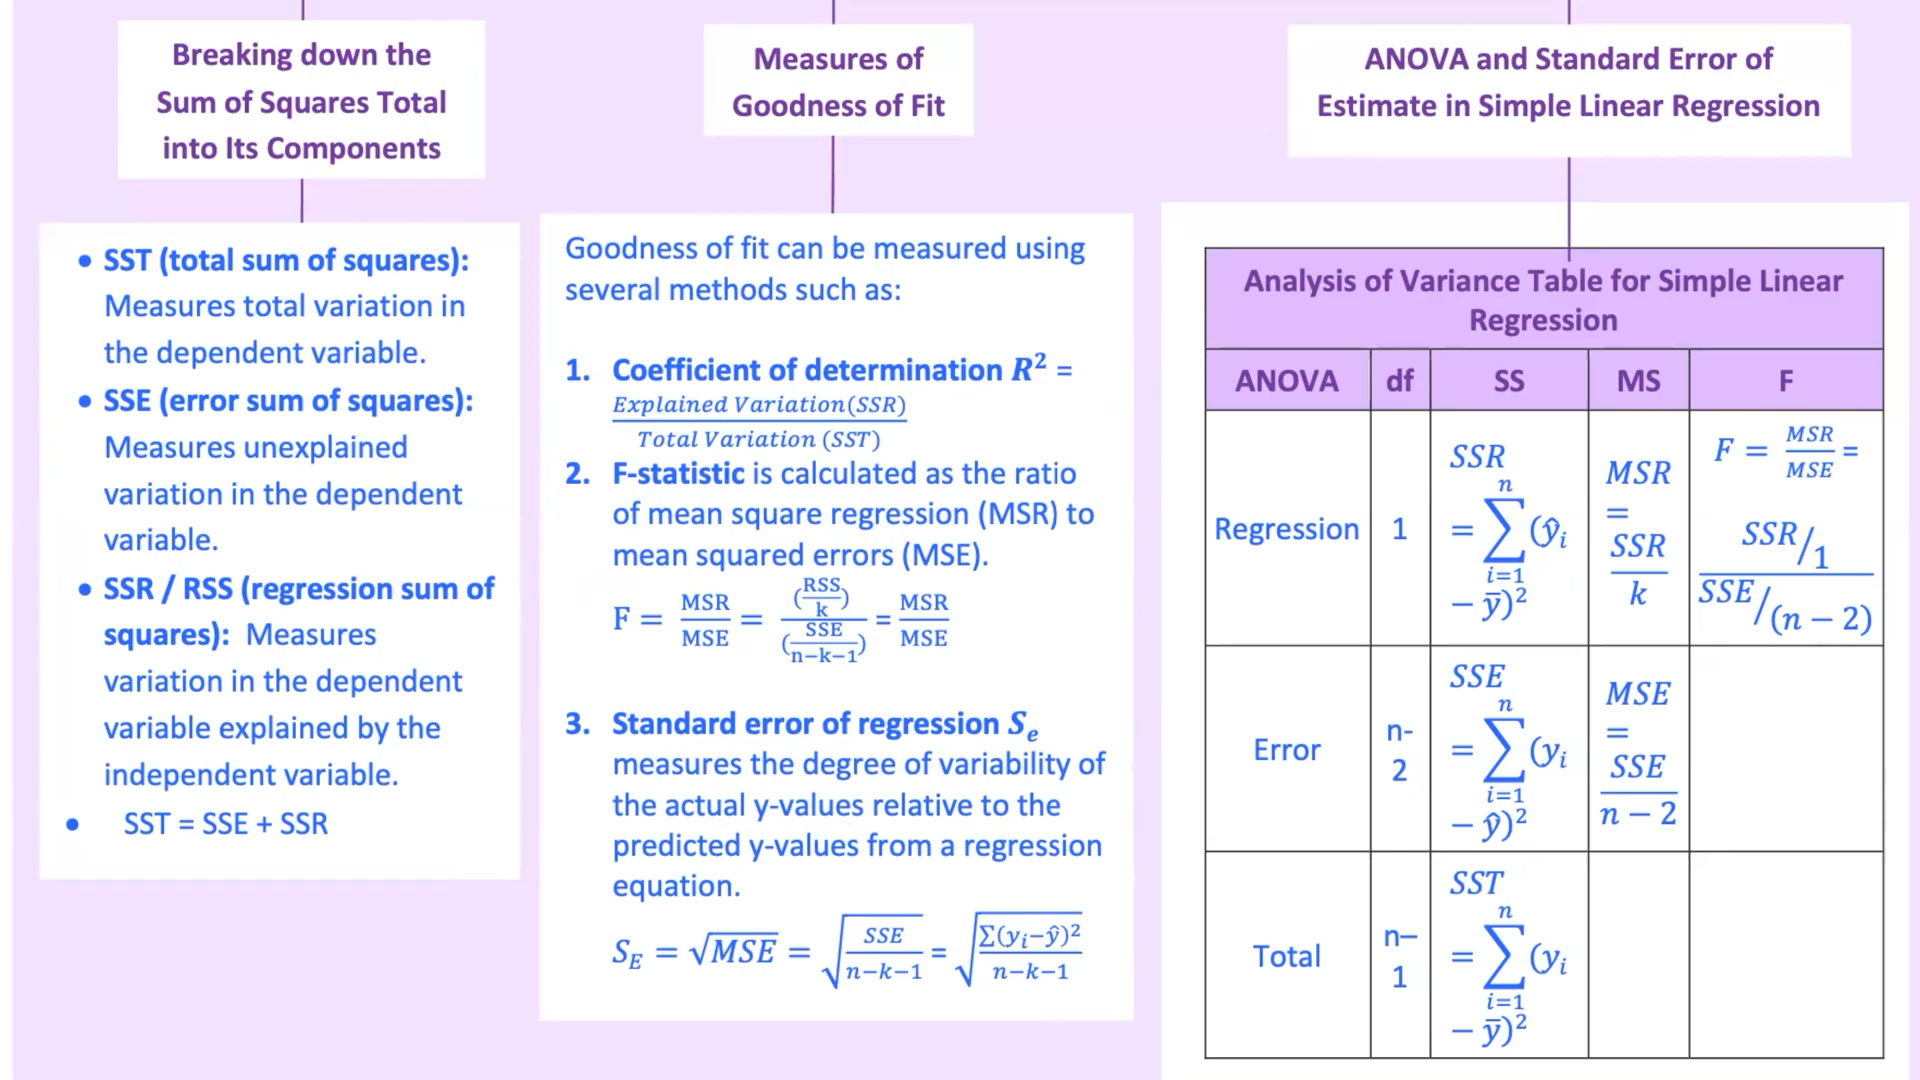 Breaking down the
Sum of Squares Total
into Its Components
• SST (total sum of squares):
Measures total variation in
the dependent variable.
• SSE (error sum of squares):
Measures unexplained
variation in the dependent
variable.
• SSR / RSS (regression sum of
squares): Measures
variation in the dependent
variable explained by the
independent variable.
• SST = SSE + SSR
Measures of
Goodness of Fit
Goodness of fit can be measured using
several methods such as:
1. Coefficient of determination R² =
Explained Variation(SSR)
Total Variation (SST)
2. F-statistic is calculated as the ratio
of mean square regression (MSR) to
mean squared errors (MSE).
F = MSR/MSE = (RSS/k)/(SSE/n−k−1) = MSR/MSE
3. Standard error of regression Sₑ
measures the degree of variability of
the actual y-values relative to the
predicted y-values from a regression
equation.
S_E = √MSE = √(SSE/n−k−1) = √(Σ(yᵢ−ŷ)²/n−k−1)
ANOVA and Standard Error of
Estimate in Simple Linear Regression
Analysis of Variance Table for Simple Linear
Regression
ANOVA df SS MS F
Regression
1
SSR
n
= ∑ (ŷᵢ
i=1
− ȳ)²
MSR
=
SSR
k
F = MSR/MSE =
SSR/1
SSE/(n − 2)
Error
n-
2
SSE
n
= ∑ (yᵢ
i=1
− ŷ)²
MSE
=
SSE
n − 2
Total
n−
1
SST
n
= ∑ (yᵢ
i=1
− ȳ)²